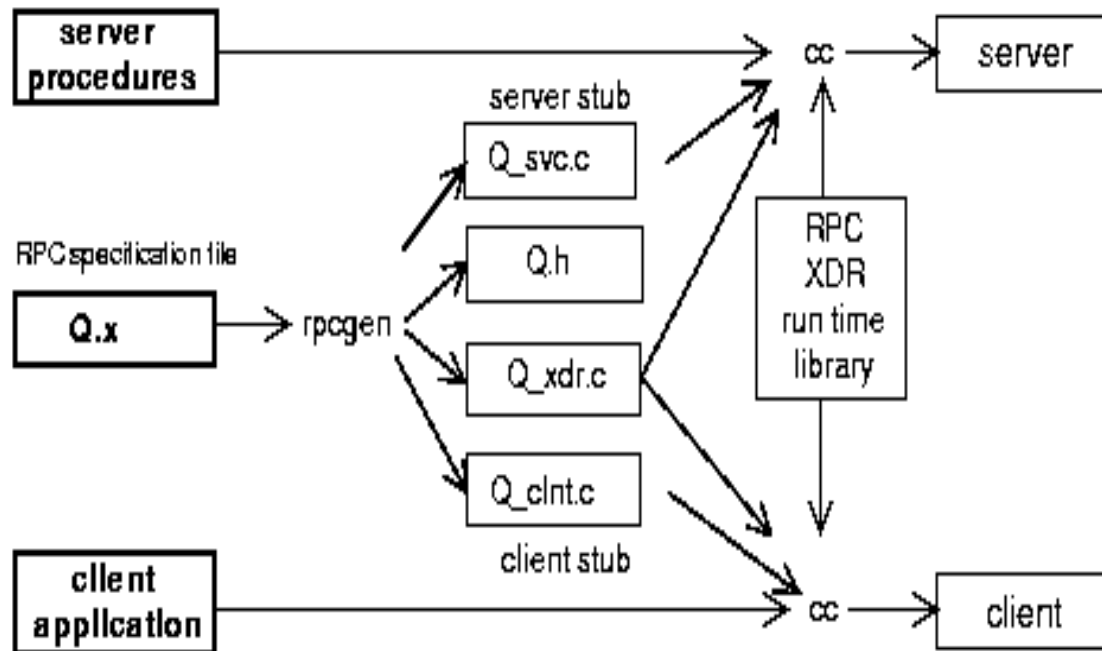 server
procedures
cc
server
server stub
Q_svc.c
RPC specification file
Q.h
RPC
XDR
run time
library
Q.x
rpcgen
Q_xdr.c
Q_clnt.c
client stub
client
application
cc
client